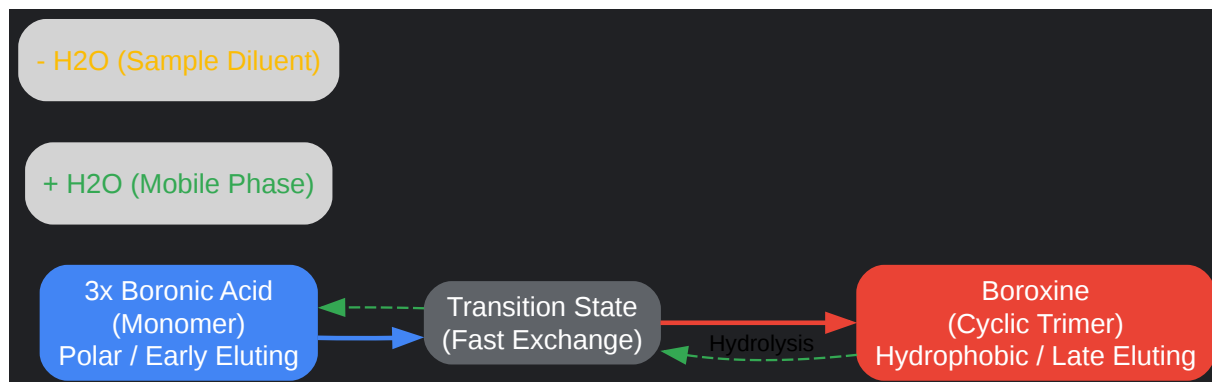 - H2O (Sample Diluent)
+ H2O (Mobile Phase)
3x Boronic Acid
(Monomer)
Polar / Early Eluting
Transition State
(Fast Exchange)
Hydrolysis
Boroxine
(Cyclic Trimer)
Hydrophobic / Late Eluting